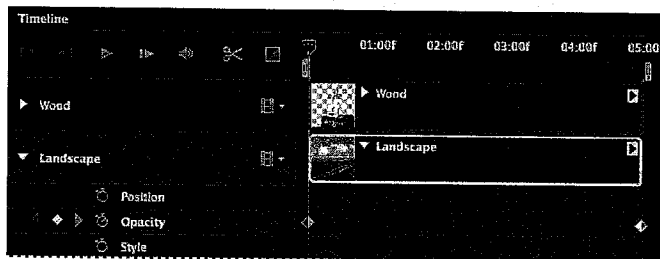 Timeline
01:00f 02:00f 03:00f 04:00f 05:00
Wood
Wood
Landscape
Landscape
Position
Opacity
Style